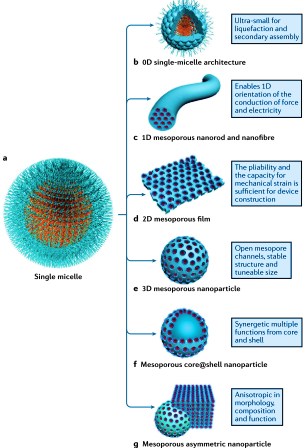 Ultra-small for
liquefaction and
secondary assembly
b 0D single-micelle architecture
Enables 1D
orientation of the
conduction of force
and electricity
c 1D mesoporous nanorod and nanofibre
a
Single micelle
The pliability and
the capacity for
mechanical strain is
sufficient for device
construction
d 2D mesoporous film
Open mesopore
channels, stable
structure and
tuneable size
e 3D mesoporous nanoparticle
Synergetic multiple
functions from core
and shell
f Mesoporous core@shell nanoparticle
Anisotropic in
morphology,
composition
and function
g Mesoporous asymmetric nanoparticle